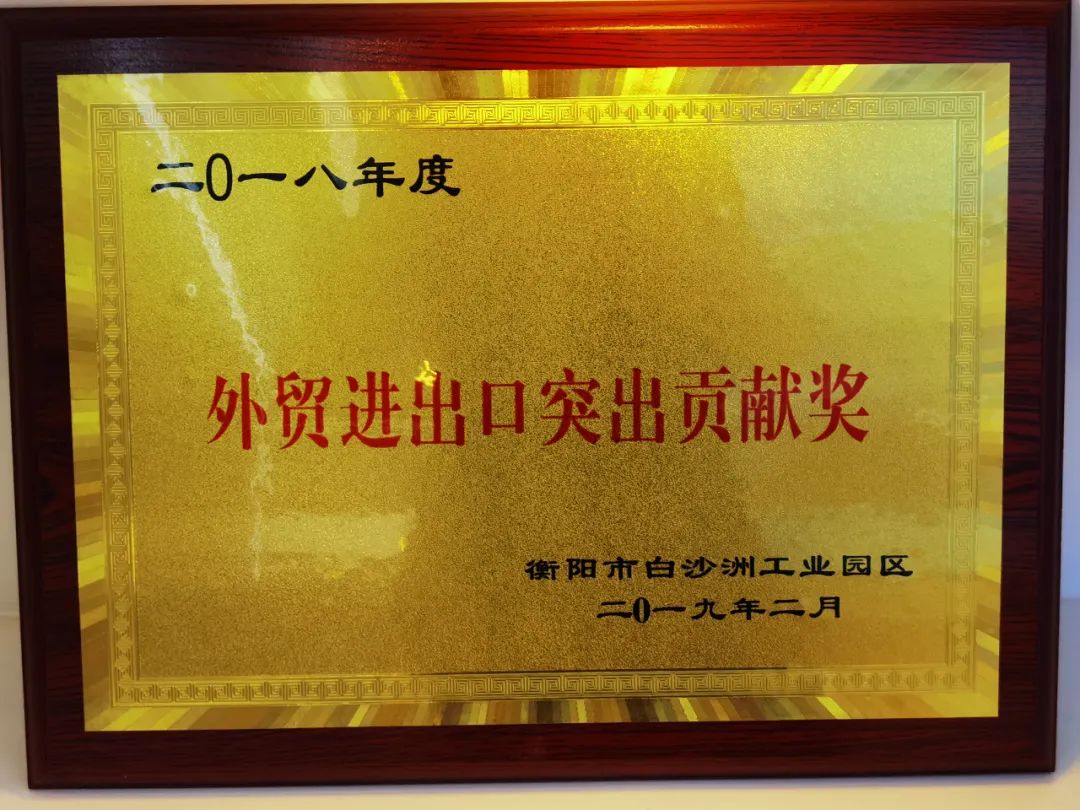 二0一八年度
外贸进出口突出贡献奖
衡阳市白沙洲工业园区
二0一九年二月